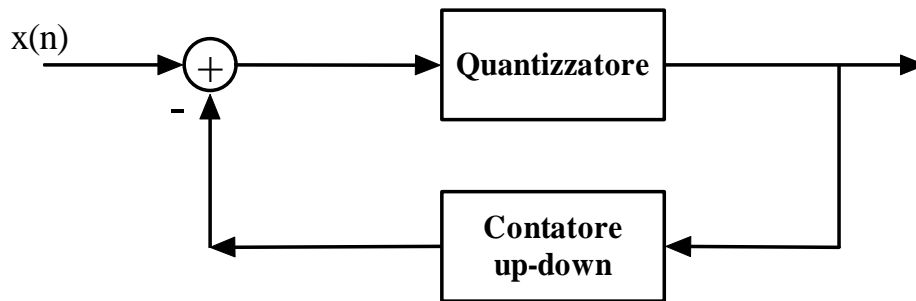 x(n)
+
Quantizzatore
-
Contatore
up-down